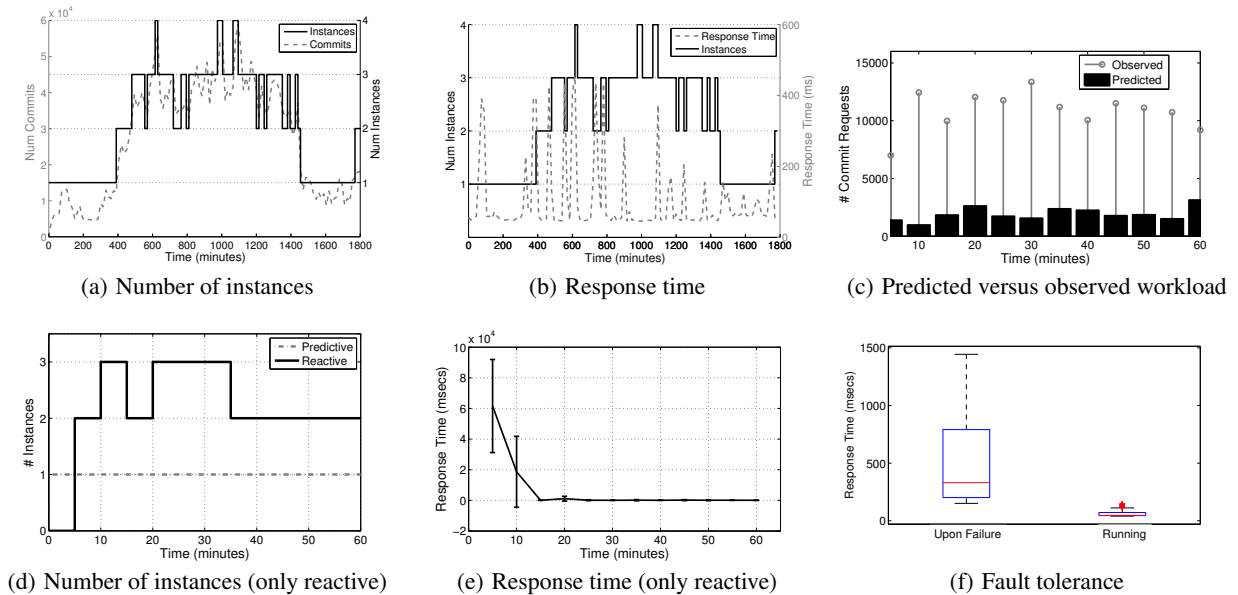 6 x 10^4
5
4
3
2
1
0
Num Commits
Instances
Commits
4
3
2
1
Num Instances
0 200 400 600 800 1000 1200 1400 1600 1800
Time (minutes)
(a) Number of instances
4
3
2
1
Num Instances
Response Time
Instances
600
400
200
0
Response Time (ms)
0 200 400 600 800 1000 1200 1400 1600 1800
Time (minutes)
(b) Response time
15000
10000
5000
0
# Commit Requests
Observed
Predicted
10 20 30 40 50 60
Time (minutes)
(c) Predicted versus observed workload
3
2
1
0
# Instances
Predictive
Reactive
0 10 20 30 40 50 60
Time (minutes)
(d) Number of instances (only reactive)
10 x 10^4
8
6
4
2
0
−2
Response Time (msecs)
0 10 20 30 40 50 60
Time (minutes)
(e) Response time (only reactive)
1500
1000
500
0
Response Time (msecs)
Upon Failure Running
(f) Fault tolerance